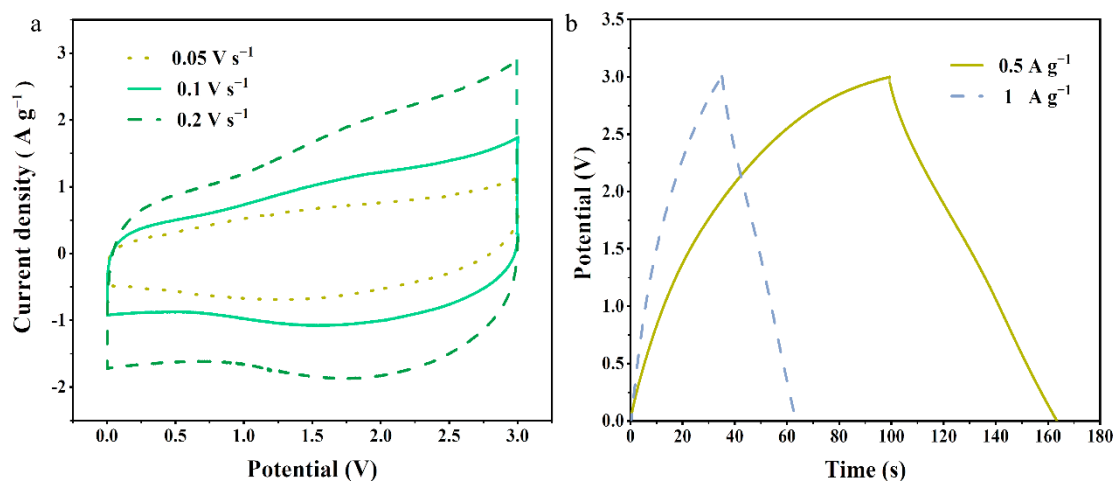 a
0.05 V s⁻¹
0.1 V s⁻¹
0.2 V s⁻¹
3
2
1
0
-1
-2
Current density ( A g⁻¹)
0.0 0.5 1.0 1.5 2.0 2.5 3.0
Potential (V)
b
0.5 A g⁻¹
1 A g⁻¹
3.5
3.0
2.5
2.0
1.5
1.0
0.5
0.0
Potential (V)
0 20 40 60 80 100 120 140 160 180
Time (s)